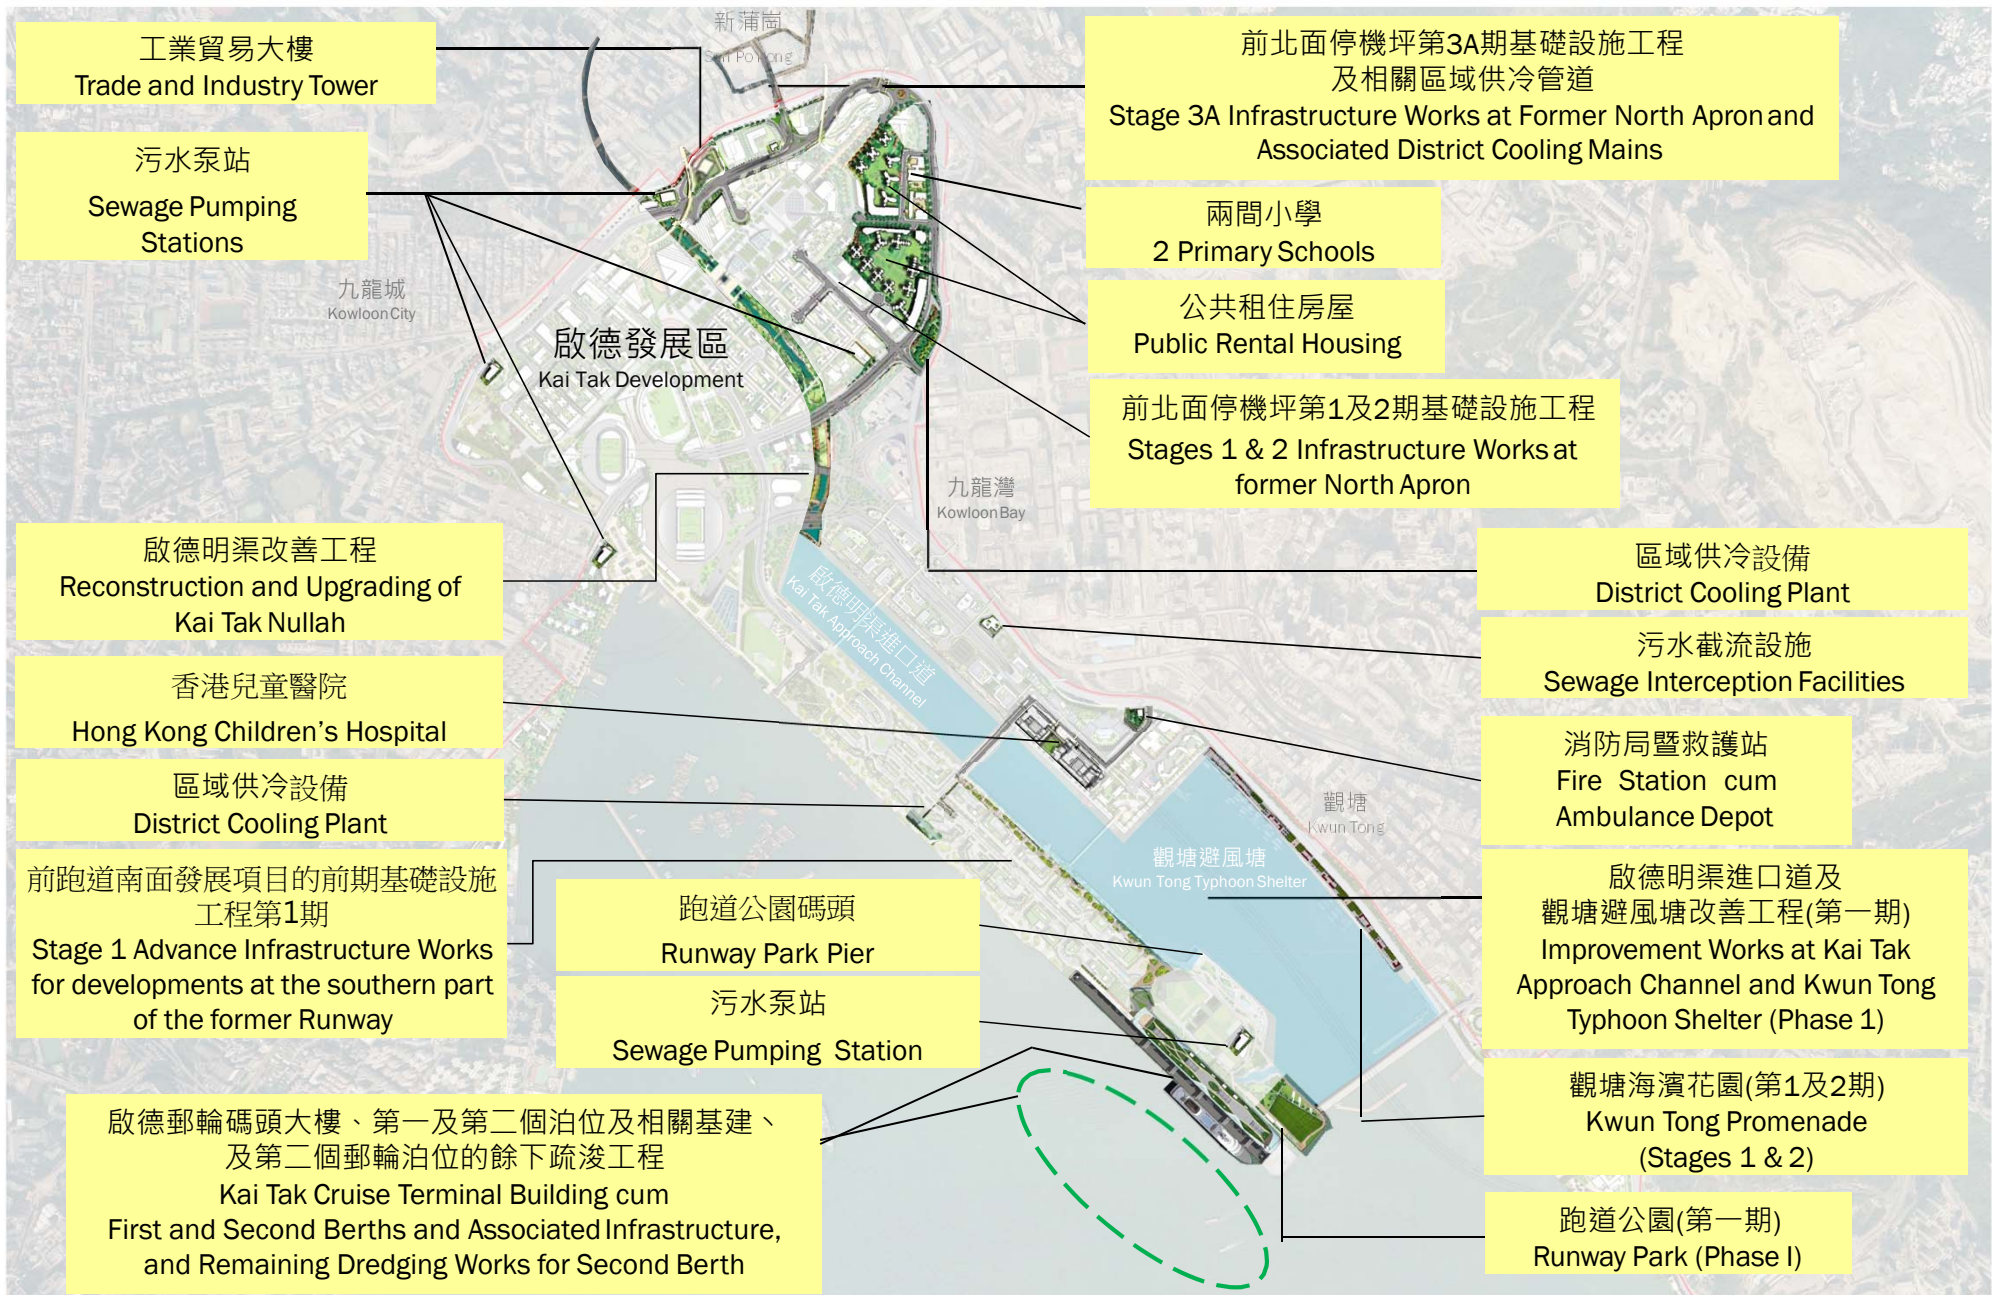 新蒲崗
San Po Kong
工業貿易大樓
Trade and Industry Tower
污水泵站
Sewage Pumping
Stations
九龍城
Kowloon City
啟德發展區
Kai Tak Development
前北面停機坪第3A期基礎設施工程
及相關區域供冷管道
Stage 3A Infrastructure Works at Former North Apron and
Associated District Cooling Mains
兩間小學
2 Primary Schools
公共租住房屋
Public Rental Housing
前北面停機坪第1及2期基礎設施工程
Stages 1 & 2 Infrastructure Works at
former North Apron
九龍灣
Kowloon Bay
啟德明渠改善工程
Reconstruction and Upgrading of
Kai Tak Nullah
啟德明渠進口道
Kai Tak Approach Channel
區域供冷設備
District Cooling Plant
污水截流設施
Sewage Interception Facilities
香港兒童醫院
Hong Kong Children's Hospital
消防局暨救護站
Fire Station cum
Ambulance Depot
區域供冷設備
District Cooling Plant
觀塘
Kwun Tong
觀塘避風塘
Kwun Tong Typhoon Shelter
前跑道南面發展項目的前期基礎設施
工程第1期
Stage 1 Advance Infrastructure Works
for developments at the southern part
of the former Runway
跑道公園碼頭
Runway Park Pier
污水泵站
Sewage Pumping Station
啟德明渠進口道及
觀塘避風塘改善工程(第一期)
Improvement Works at Kai Tak
Approach Channel and Kwun Tong
Typhoon Shelter (Phase 1)
觀塘海濱花園(第1及2期)
Kwun Tong Promenade
(Stages 1 & 2)
啟德郵輪碼頭大樓、第一及第二個泊位及相關基建、
及第二個郵輪泊位的餘下疏浚工程
Kai Tak Cruise Terminal Building cum
First and Second Berths and Associated Infrastructure,
and Remaining Dredging Works for Second Berth
跑道公園(第一期)
Runway Park (Phase I)